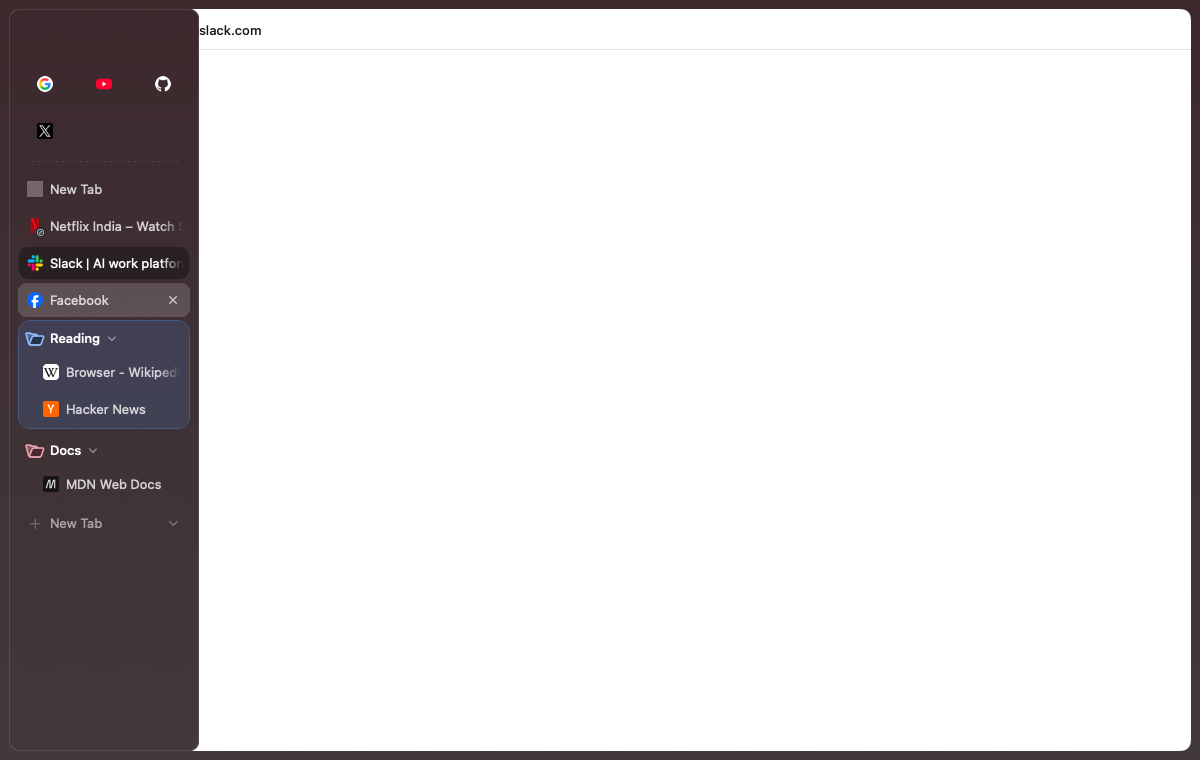 slack.com
New Tab
Netflix India – Watch
Slack | AI work platfor
Facebook
Reading
Browser - Wikiped
Hacker News
Docs
MDN Web Docs
New Tab